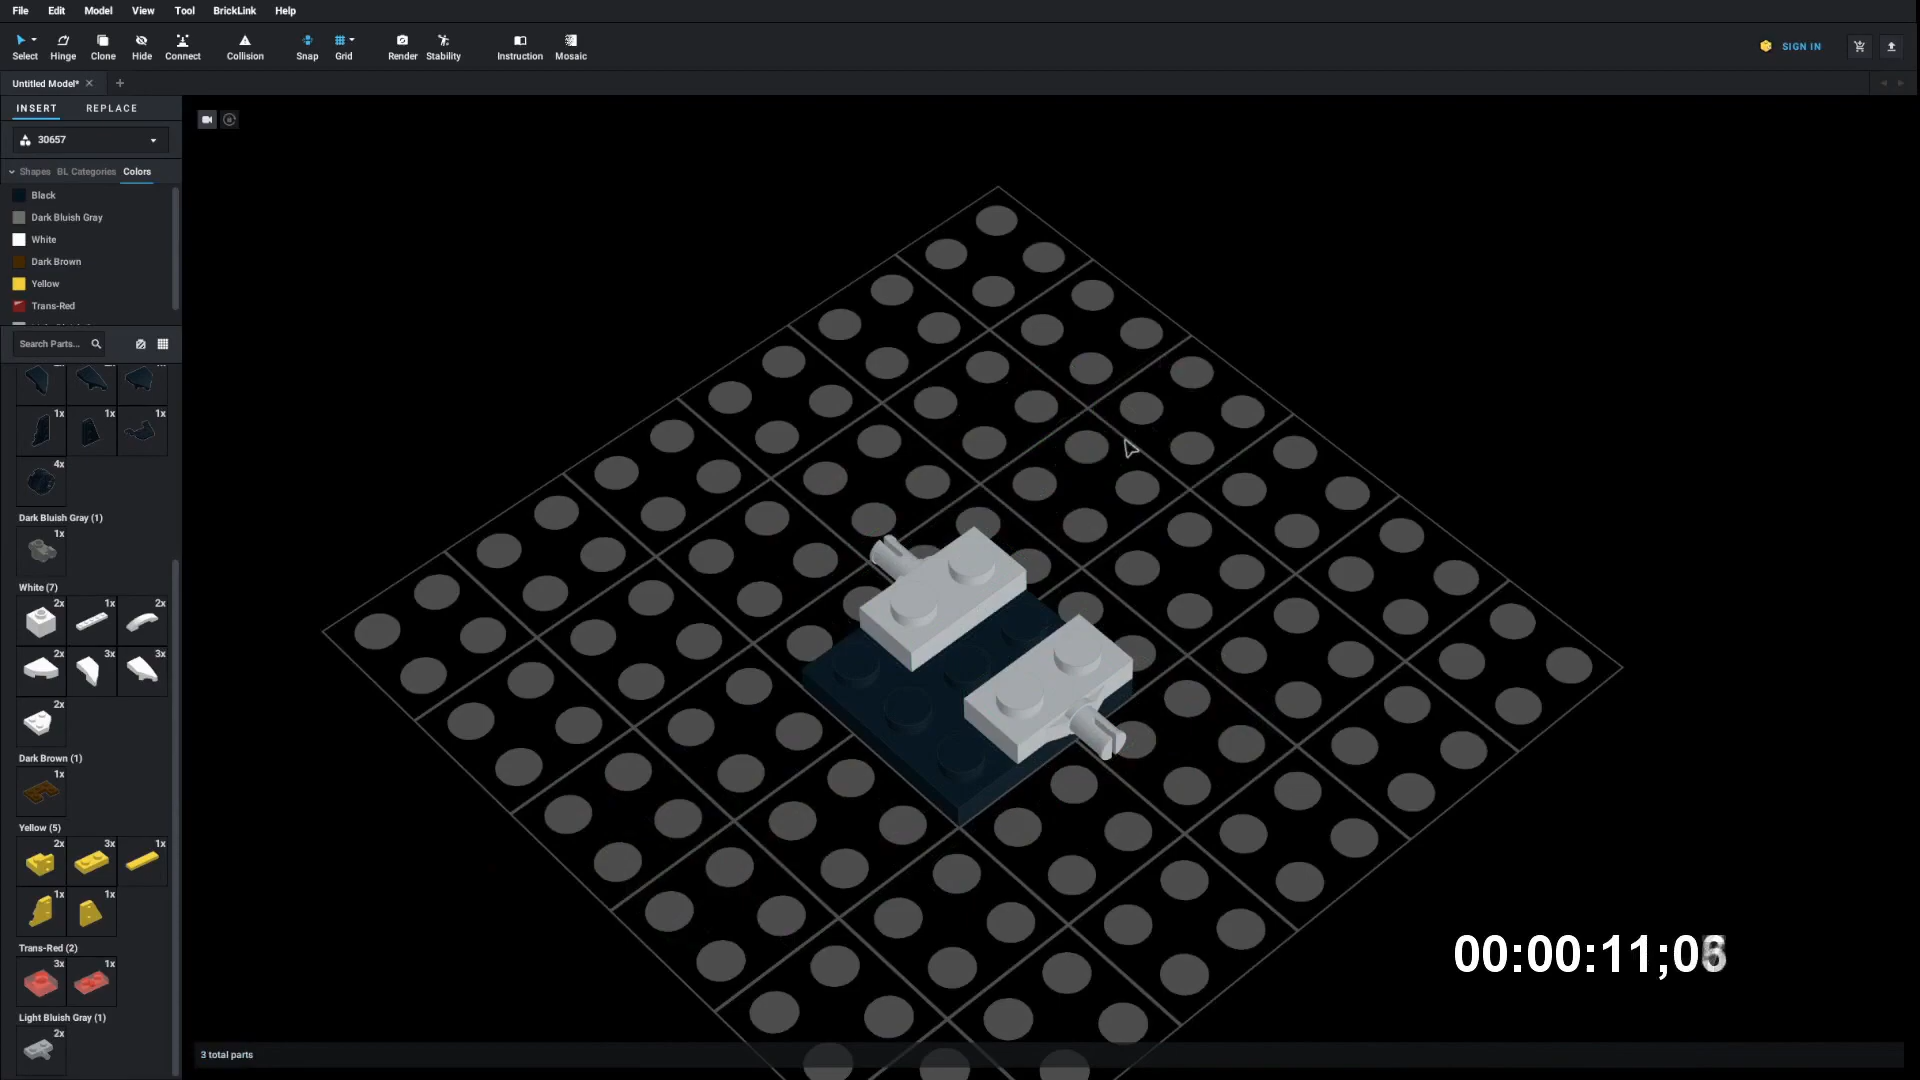 File Edit Model View Tool BrickLink Help
Select Hinge Clone Hide Connect Collision Snap Grid Render Stability Instruction Mosaic
SIGN IN
Untitled Model*
INSERT REPLACE
30657
Shapes BL Categories Colors
Black
Dark Bluish Gray
White
Dark Brown
Yellow
Trans-Red
Search Parts...
1x 1x 1x
4x
Dark Bluish Gray (1)
1x
White (7)
2x 1x 2x
2x 3x 3x
2x
Dark Brown (1)
1x
Yellow (5)
2x 3x 1x
1x 1x
Trans-Red (2)
3x 1x
Light Bluish Gray (1)
2x
00:00:11;0
3 total parts